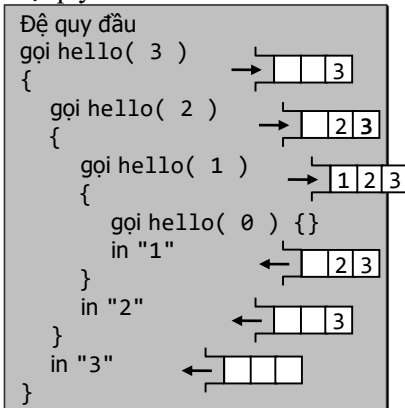 Đệ quy đầu
gọi hello( 3 )
{
3
gọi hello( 2 )
{
2 3
gọi hello( 1 )
{
1 2 3
gọi hello( 0 ) {}
in "1"
}
2 3
in "2"
}
3
in "3"
}